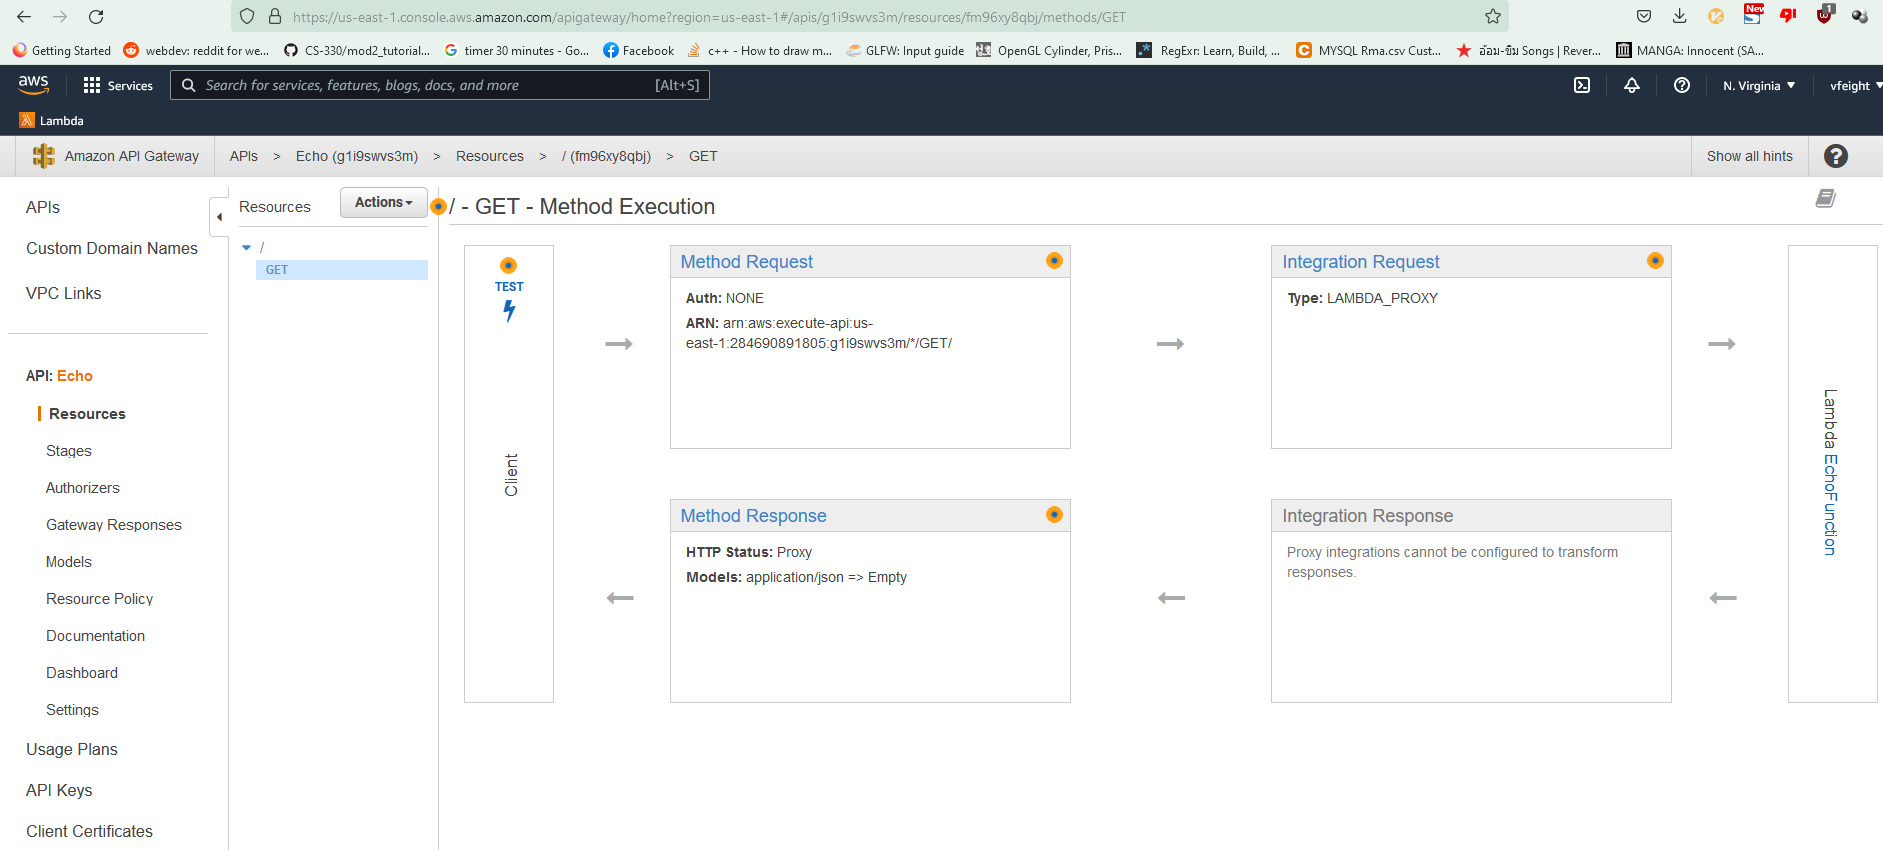 https://us-east-1.console.aws.amazon.com/apigateway/home?region=us-east-1#/apis/g1i9swvs3m/resources/fm96xy8qbj/methods/GET
New
1
Getting Started
webdev: reddit for we...
CS-330/mod2_tutorial...
timer 30 minutes - Go...
Facebook
c++ - How to draw m...
GLFW: Input guide
OpenGL Cylinder, Pris...
RegExr: Learn, Build, ...
MYSQL Rma.csv Cust...
อ้อม-ขิม Songs | Rever...
MANGA: Innocent (SA...
aws
Services
Search for services, features, blogs, docs, and more
[Alt+S]
N. Virginia
vfeight
Lambda
Amazon API Gateway
APIs > Echo (g1i9swvs3m) > Resources > / (fm96xy8qbj) > GET
Show all hints
APIs
Custom Domain Names
VPC Links
API: Echo
Resources
Stages
Authorizers
Gateway Responses
Models
Resource Policy
Documentation
Dashboard
Settings
Usage Plans
API Keys
Client Certificates
Resources
Actions
/
GET
/ - GET - Method Execution
TEST
Client
Method Request
Auth: NONE
ARN: arn:aws:execute-api:us-
east-1:284690891805:g1i9swvs3m/*/GET/
Integration Request
Type: LAMBDA_PROXY
Lambda EchoFunction
Method Response
HTTP Status: Proxy
Models: application/json => Empty
Integration Response
Proxy integrations cannot be configured to transform
responses.